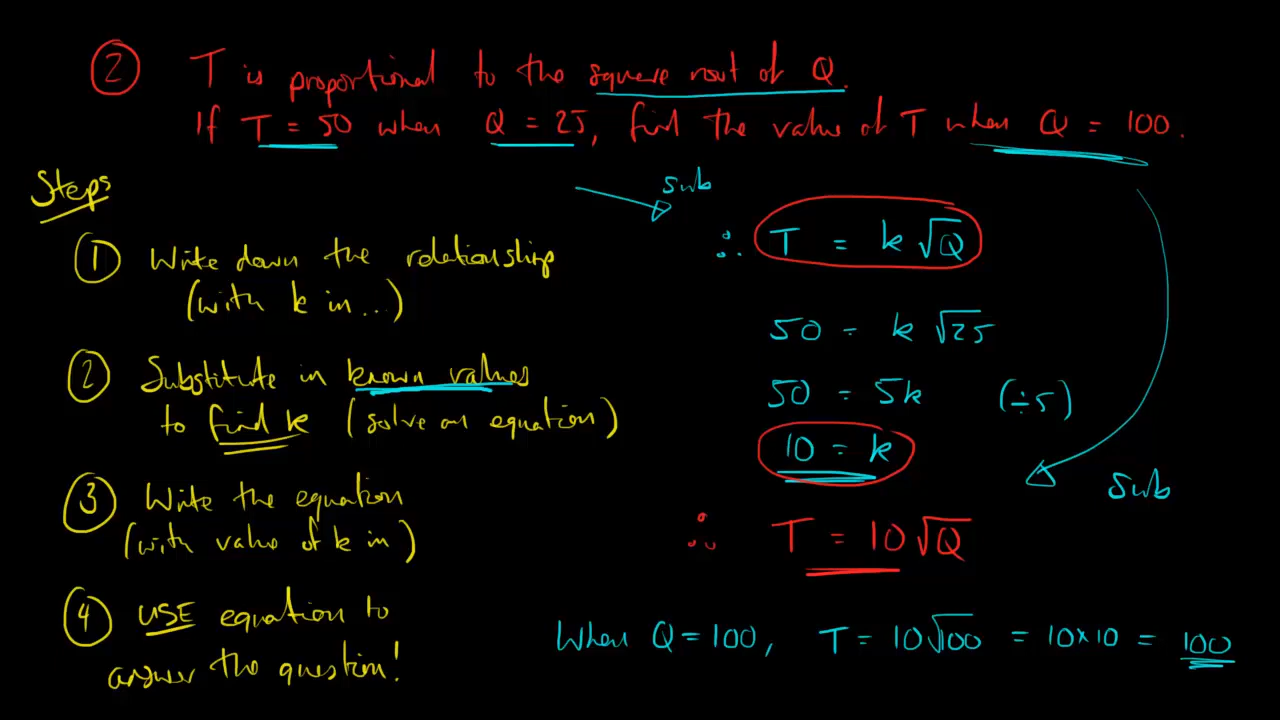 ② T is proportional to the square root of Q.
If T = 50 when Q = 25, find the value of T when Q = 100.
Steps
① Write down the relationship
(with k in...)
② Substitute in known values
to find k (solve an equation)
③ Write the equation
(with value of k in)
④ USE equation to
answer the question!
Sub
∴ T = k√Q
50 = k√25
50 = 5k (÷5)
10 = k
Sub
∴ T = 10√Q
When Q = 100, T = 10√100 = 10×10 = 100